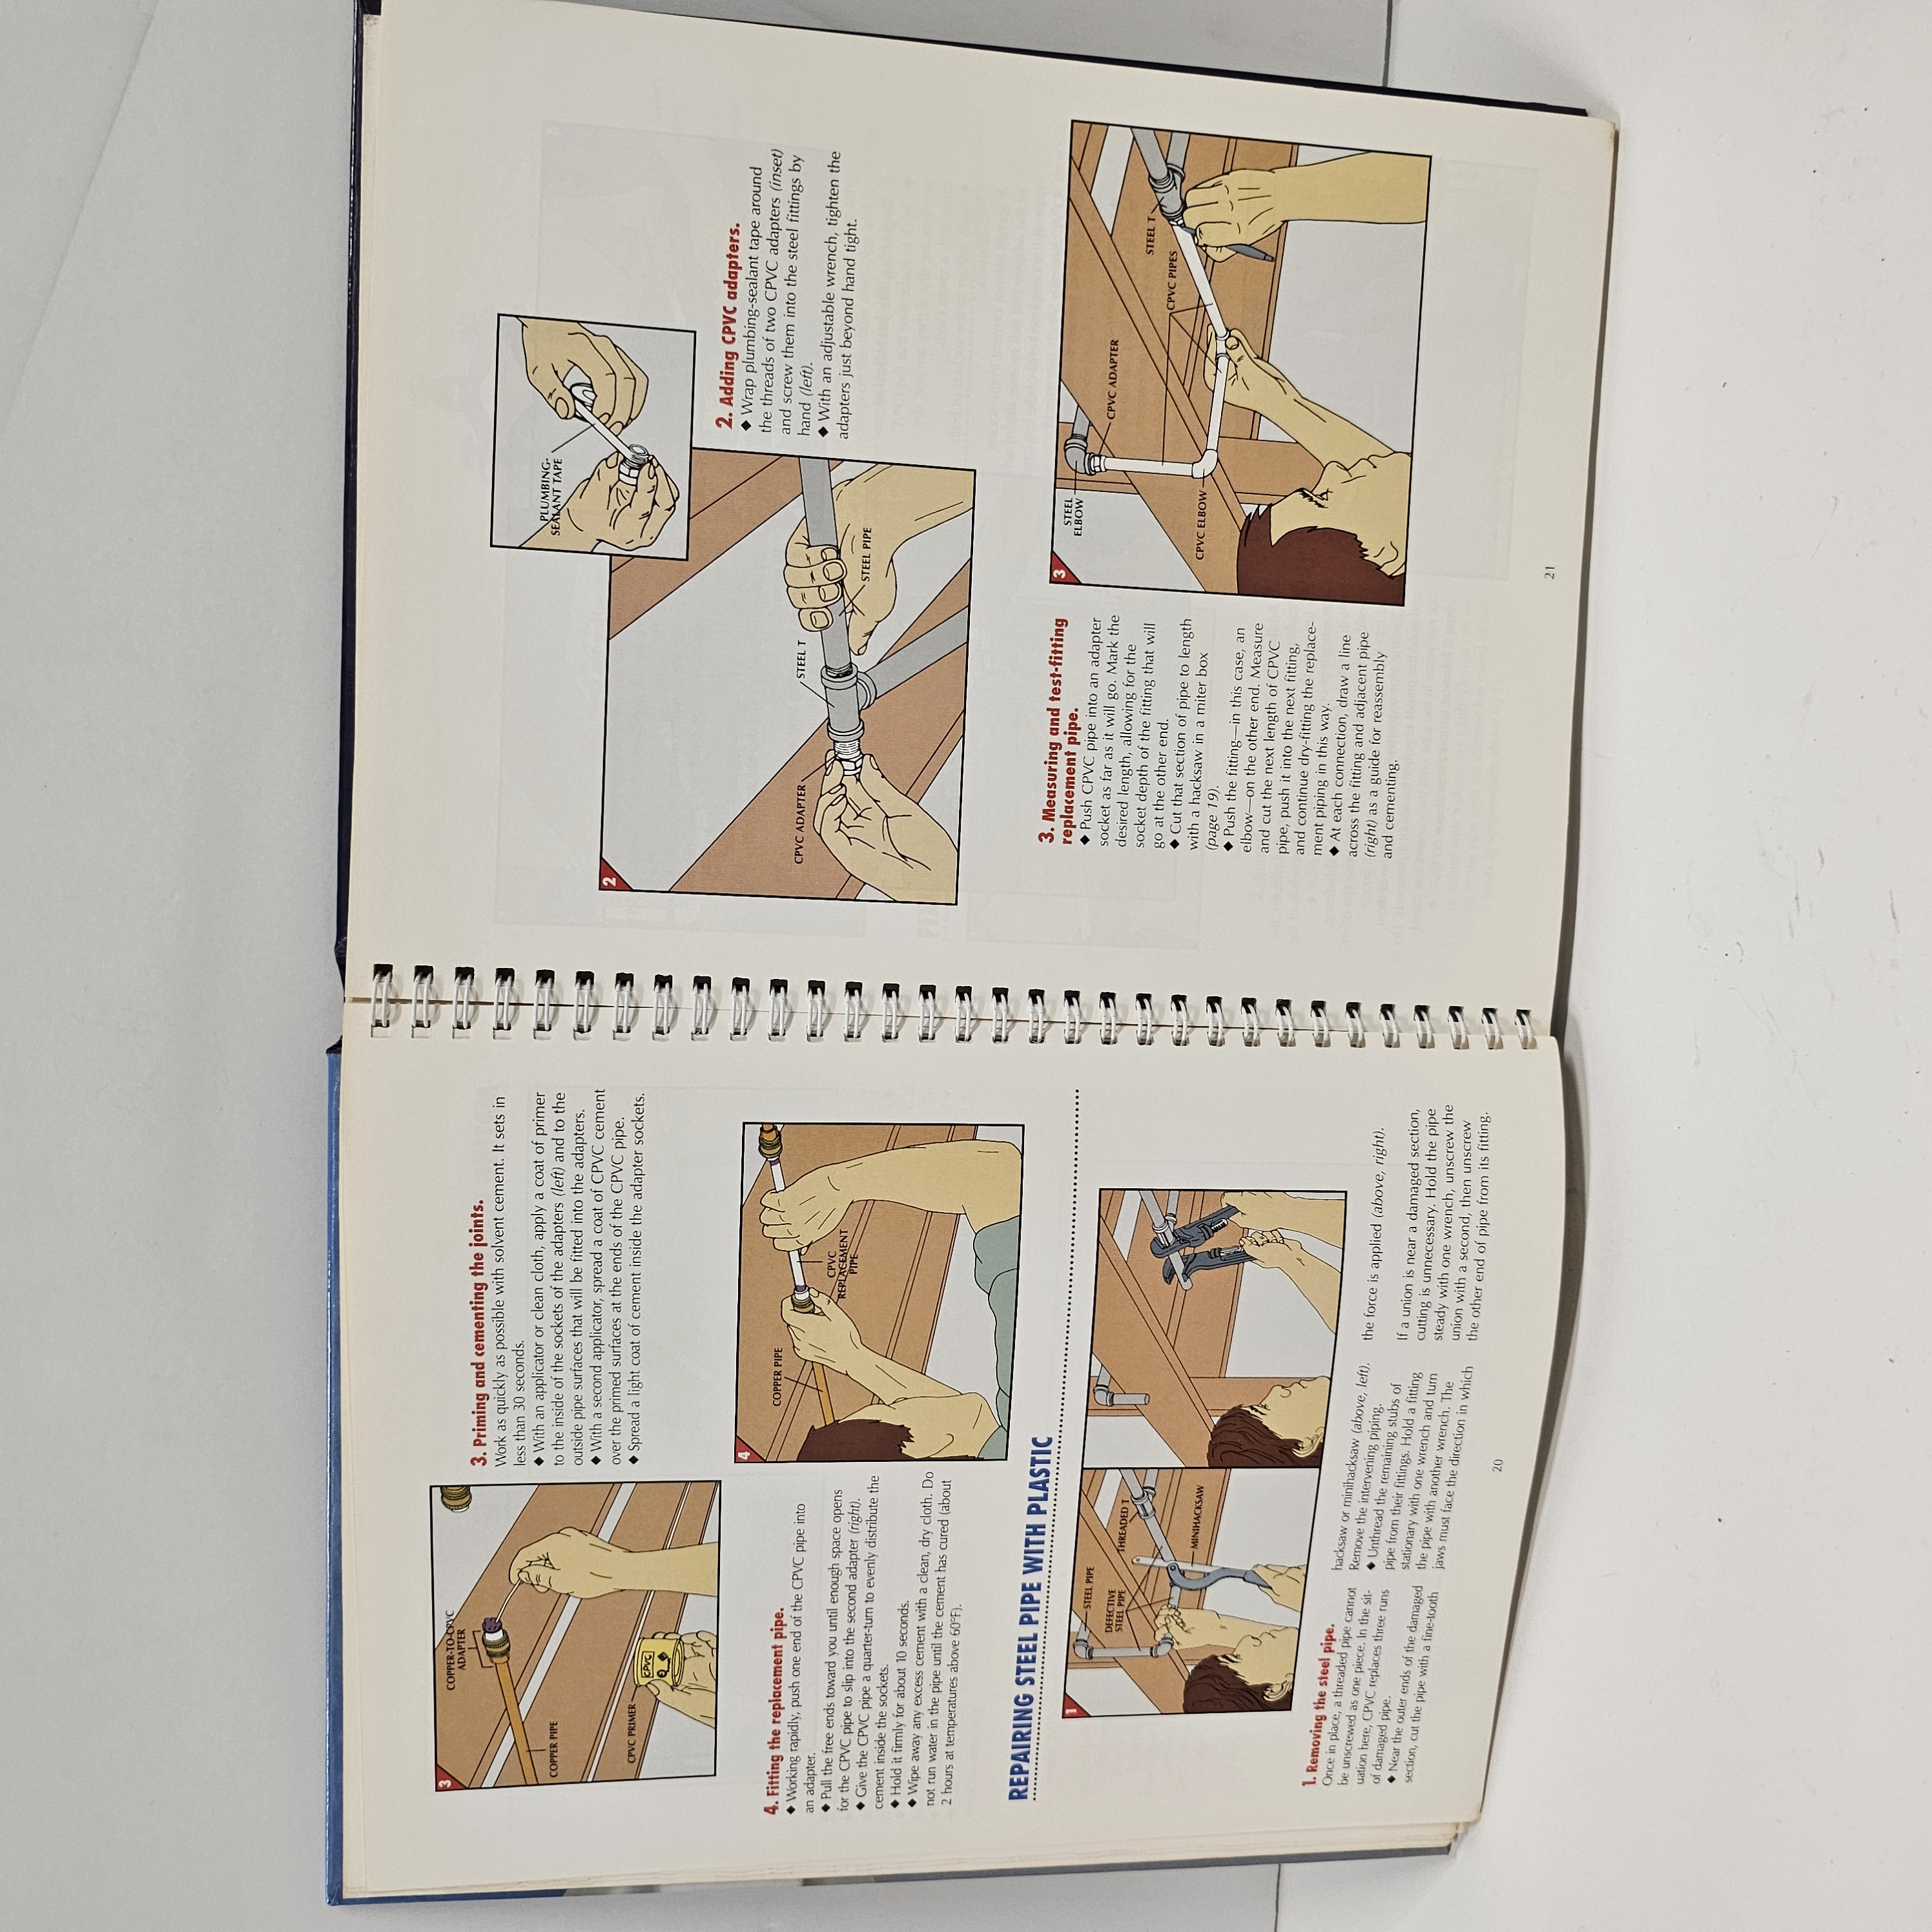 3
COPPER-TO-CPVC
ADAPTER
COPPER PIPE
CPVC PRIMER
CPVC
3. Priming and cementing the joints.
Work as quickly as possible with solvent cement. It sets in
less than 30 seconds.
◆ With an applicator or clean cloth, apply a coat of primer
to the inside of the sockets of the adapters (left) and to the
outside pipe surfaces that will be fitted into the adapters.
◆ With a second applicator, spread a coat of CPVC cement
over the primed surfaces at the ends of the CPVC pipe.
◆ Spread a light coat of cement inside the adapter sockets.
4. Fitting the replacement pipe.
◆ Working rapidly, push one end of the CPVC pipe into
an adapter.
◆ Pull the free ends toward you until enough space opens
for the CPVC pipe to slip into the second adapter (right).
◆ Give the CPVC pipe a quarter-turn to evenly distribute the
cement inside the sockets.
◆ Hold it firmly for about 10 seconds.
◆ Wipe away any excess cement with a clean, dry cloth. Do
not run water in the pipe until the cement has cured (about
2 hours at temperatures above 60°F).
4
COPPER PIPE
CPVC
REPLACEMENT
PIPE
REPAIRING STEEL PIPE WITH PLASTIC
1
STEEL PIPE
DEFECTIVE
STEEL PIPE
THREADED T
MINIHACKSAW
1. Removing the steel pipe.
Once in place, a threaded pipe cannot
be unscrewed as one piece. In the sit-
uation here, CPVC replaces three runs
of damaged pipe.
◆ Near the outer ends of the damaged
section, cut the pipe with a fine-tooth
hacksaw or minihacksaw (above, left).
Remove the intervening piping.
◆ Unthread the remaining stubs of
pipe from their fittings. Hold a fitting
stationary with one wrench and turn
the pipe with another wrench. The
jaws must face the direction in which
the force is applied (above, right).
If a union is near a damaged section,
cutting is unnecessary. Hold the pipe
steady with one wrench, unscrew the
union with a second, then unscrew
the other end of pipe from its fitting.
20
PLUMBING-
SEALANT TAPE
2
CPVC ADAPTER
STEEL T
STEEL PIPE
2. Adding CPVC adapters.
◆ Wrap plumbing-sealant tape around
the threads of two CPVC adapters (inset)
and screw them into the steel fittings by
hand (left).
◆ With an adjustable wrench, tighten the
adapters just beyond hand tight.
3. Measuring and test-fitting
replacement pipe.
◆ Push CPVC pipe into an adapter
socket as far as it will go. Mark the
desired length, allowing for the
socket depth of the fitting that will
go at the other end.
◆ Cut that section of pipe to length
with a hacksaw in a miter box
(page 19).
◆ Push the fitting—in this case, an
elbow—on the other end. Measure
and cut the next length of CPVC
pipe, push it into the next fitting,
and continue dry-fitting the replace-
ment piping in this way.
◆ At each connection, draw a line
across the fitting and adjacent pipe
(right) as a guide for reassembly
and cementing.
3
STEEL
ELBOW
CPVC ADAPTER
STEEL T
CPVC PIPES
CPVC ELBOW
21